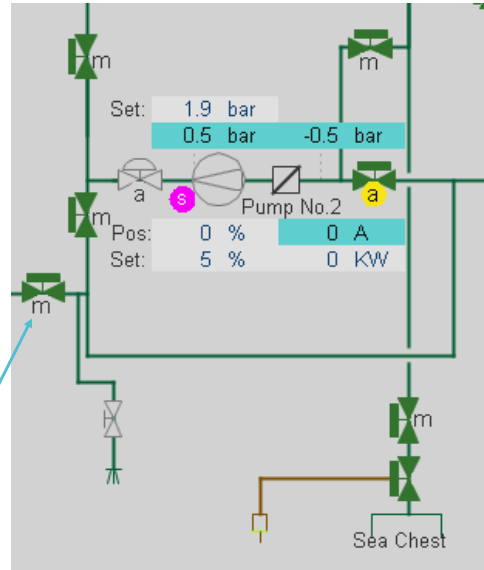 m
m
Set: 1.9 bar
0.5 bar -0.5 bar
a
s
a
Pump No.2
m
Pos: 0 % 0 A
Set: 5 % 0 KW
m
m
Sea Chest